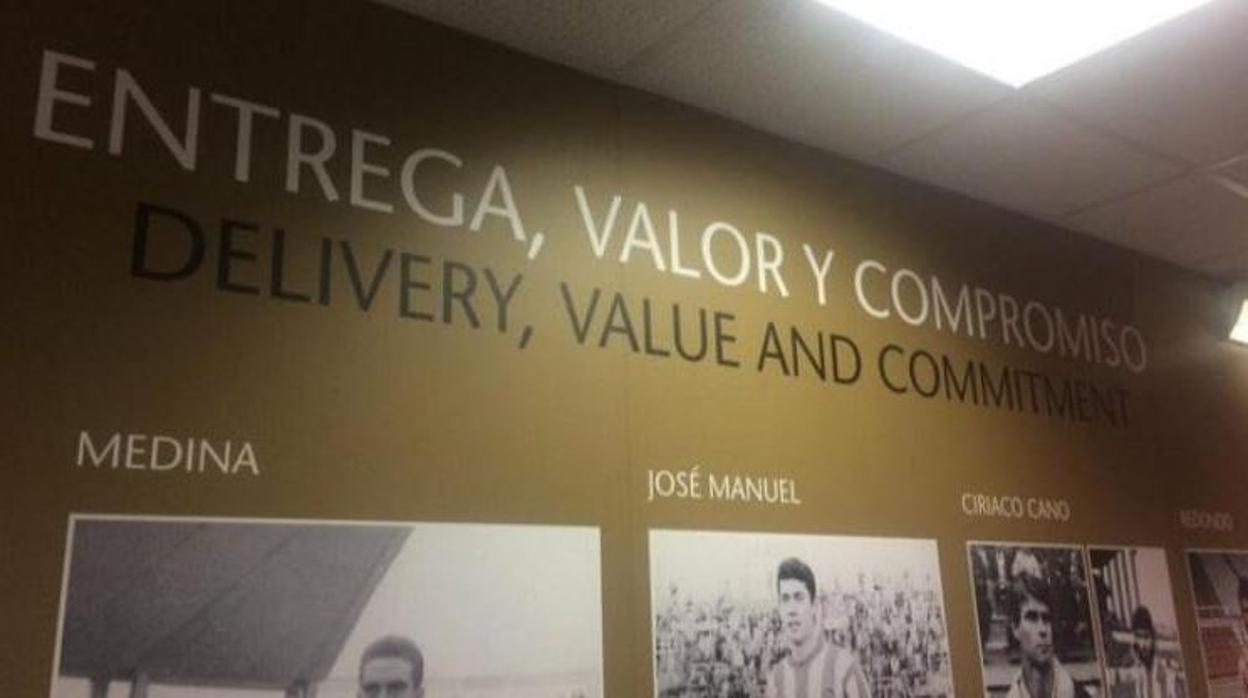 ENTREGA, VALOR Y COMPROMISO
DELIVERY, VALUE AND COMMITMENT
MEDINA
JOSÉ MANUEL
CIRIACO CANO
REDONDO